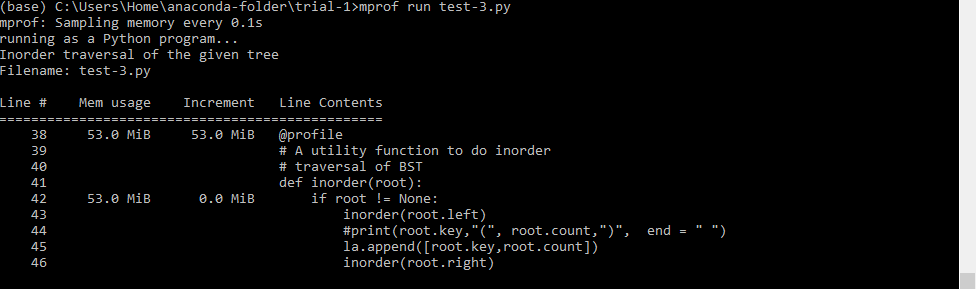 (base) C:\Users\Home\anaconda-folder\trial-1>mprof run test-3.py
mprof: Sampling memory every 0.1s
running as a Python program...
Inorder traversal of the given tree
Filename: test-3.py

Line #    Mem usage    Increment   Line Contents
================================================
    38     53.0 MiB     53.0 MiB   @profile
    39                             # A utility function to do inorder
    40                             # traversal of BST
    41                             def inorder(root):
    42     53.0 MiB      0.0 MiB       if root != None:
    43                                     inorder(root.left)
    44                                     #print(root.key,"(", root.count,")",  end = " ")
    45                                     la.append([root.key,root.count])
    46                                     inorder(root.right)